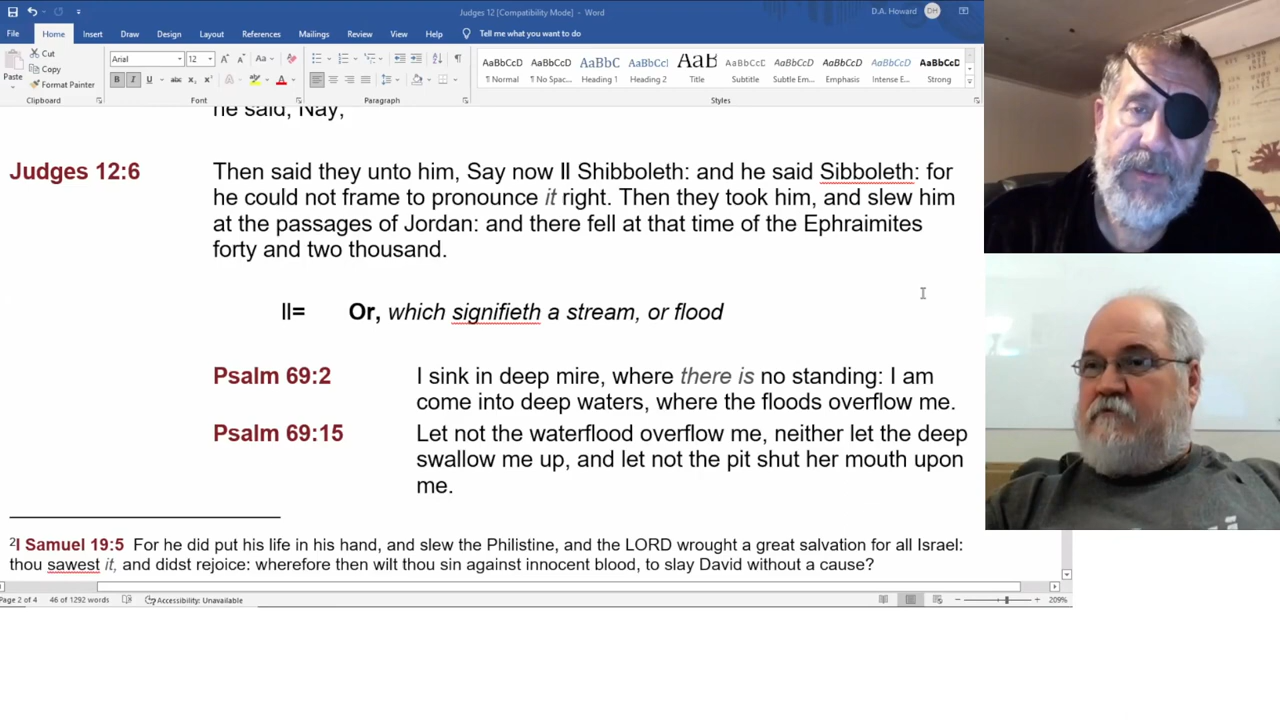 Judges 12 [Compatibility Mode] - Word
D.A. Howard DH
File Home Insert Draw Design Layout References Mailings Review View Help Tell me what you want to do
Cut
Copy
Paste
Format Painter
Arial 12
AaBbCcD AaBbCcD AaBbC AaBbCcl AaB AaBbCcD AaBbCcD AaBbCcD AaBbCcD AaBbCcD
¶ Normal ¶ No Spac... Heading 1 Heading 2 Title Subtitle Subtle Em... Emphasis Intense E... Strong
Clipboard Font Paragraph Styles
he said, Nay;
Judges 12:6 Then said they unto him, Say now ǁ Shibboleth: and he said Sibboleth: for
he could not frame to pronounce it right. Then they took him, and slew him
at the passages of Jordan: and there fell at that time of the Ephraimites
forty and two thousand.
ǁ= Or, which signifieth a stream, or flood
Psalm 69:2 I sink in deep mire, where there is no standing: I am
come into deep waters, where the floods overflow me.
Psalm 69:15 Let not the waterflood overflow me, neither let the deep
swallow me up, and let not the pit shut her mouth upon
me.
2I Samuel 19:5 For he did put his life in his hand, and slew the Philistine, and the LORD wrought a great salvation for all Israel:
thou sawest it, and didst rejoice: wherefore then wilt thou sin against innocent blood, to slay David without a cause?
Page 2 of 4 46 of 1292 words Accessibility: Unavailable 209%